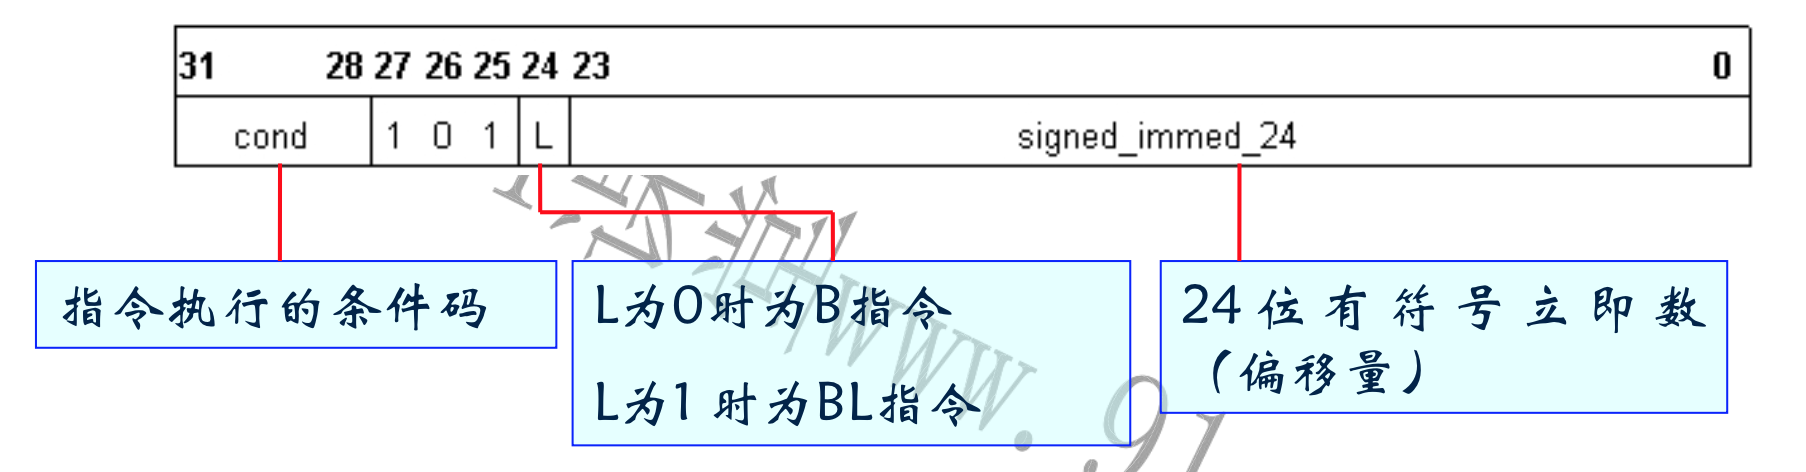 31 28 27 26 25 24 23 0
cond 1 0 1 L signed_immed_24
指令执行的条件码
L为0时为B指令
L为1时为BL指令
24位有符号立即数
（偏移量）
www.91